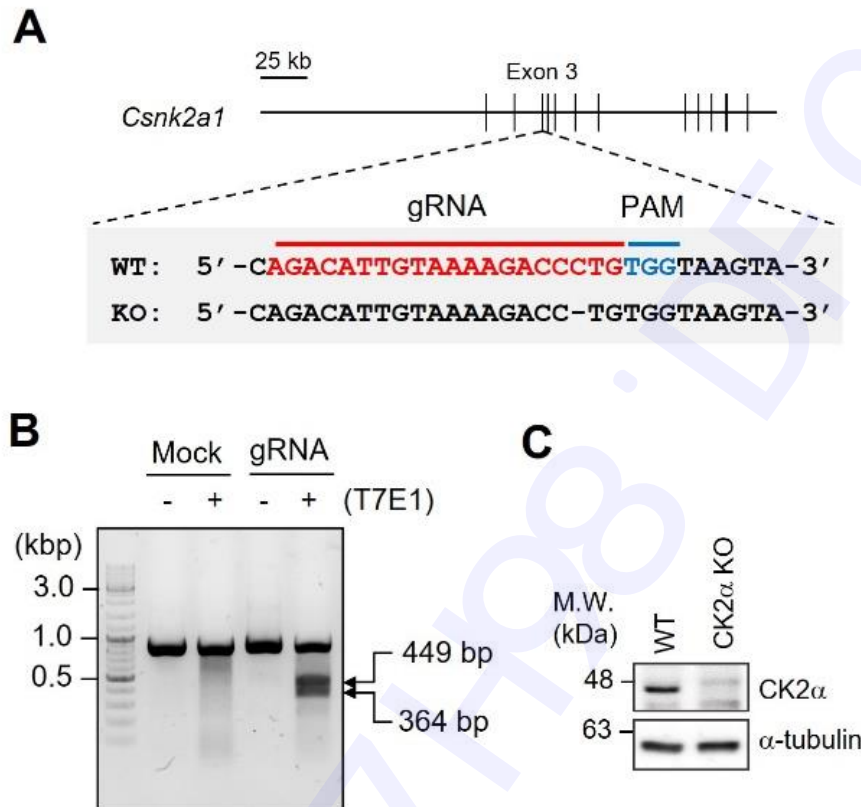 A
25 kb
Exon 3
Csnk2a1
gRNA PAM
WT: 5′-CAGACATTGTAAAAGACCCTGTGGTAAGTA-3′
KO: 5′-CAGACATTGTAAAAGACC-TGTGGTAAGTA-3′
B
Mock gRNA
- + - + (T7E1)
(kbp)
3.0
1.0
0.5
449 bp
364 bp
C
M.W.
(kDa)
WT
CK2α KO
48
CK2α
63
α-tubulin